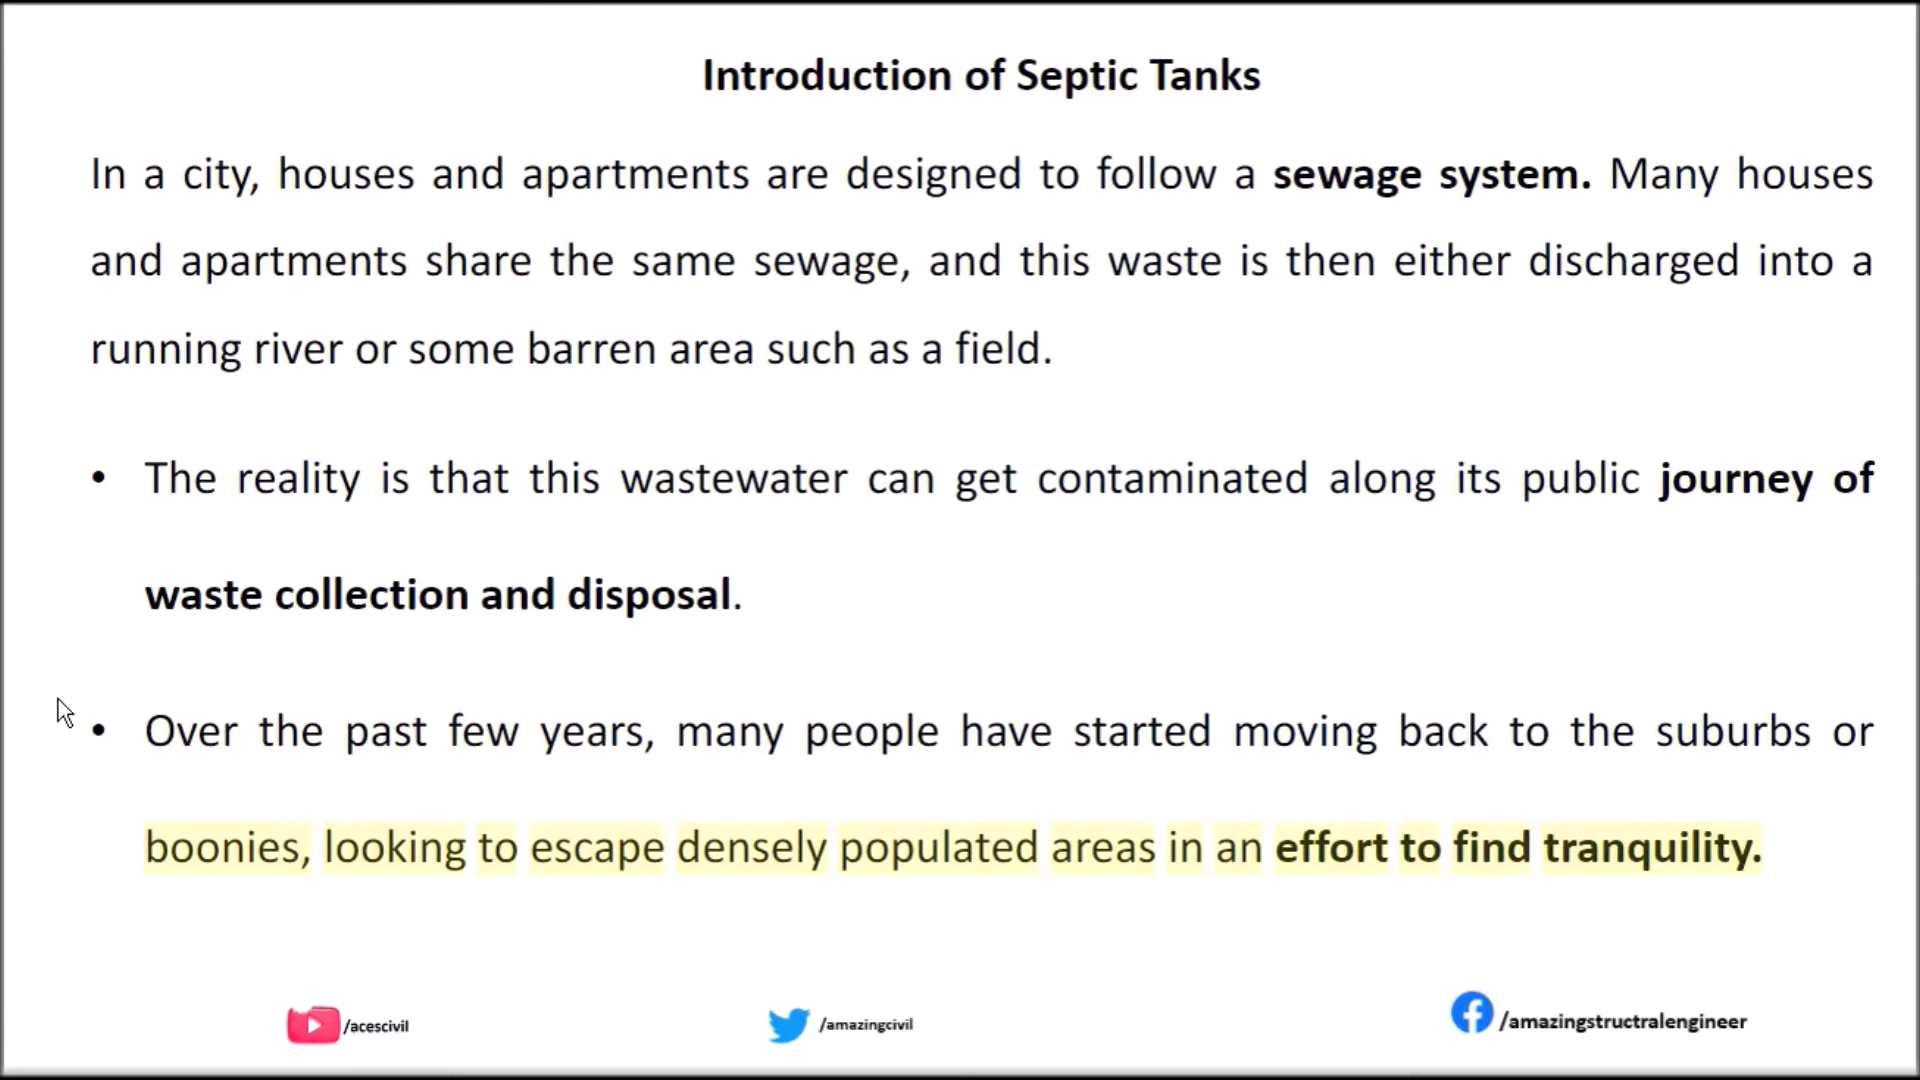 Introduction of Septic Tanks
In a city, houses and apartments are designed to follow a sewage system. Many houses
and apartments share the same sewage, and this waste is then either discharged into a
running river or some barren area such as a field.
• The reality is that this wastewater can get contaminated along its public journey of
waste collection and disposal.
• Over the past few years, many people have started moving back to the suburbs or
boonies, looking to escape densely populated areas in an effort to find tranquility.
/acescivil
/amazingcivil
/amazingstructralengineer